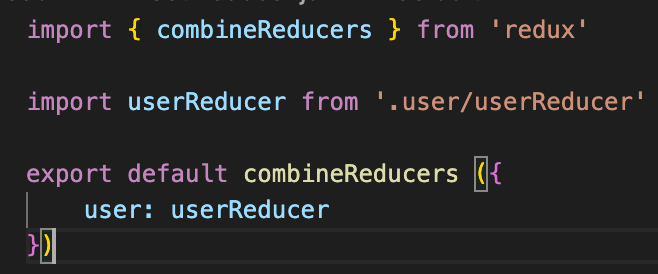 import { combineReducers } from 'redux'
import userReducer from '.user/userReducer'
export default combineReducers ({
user: userReducer
})